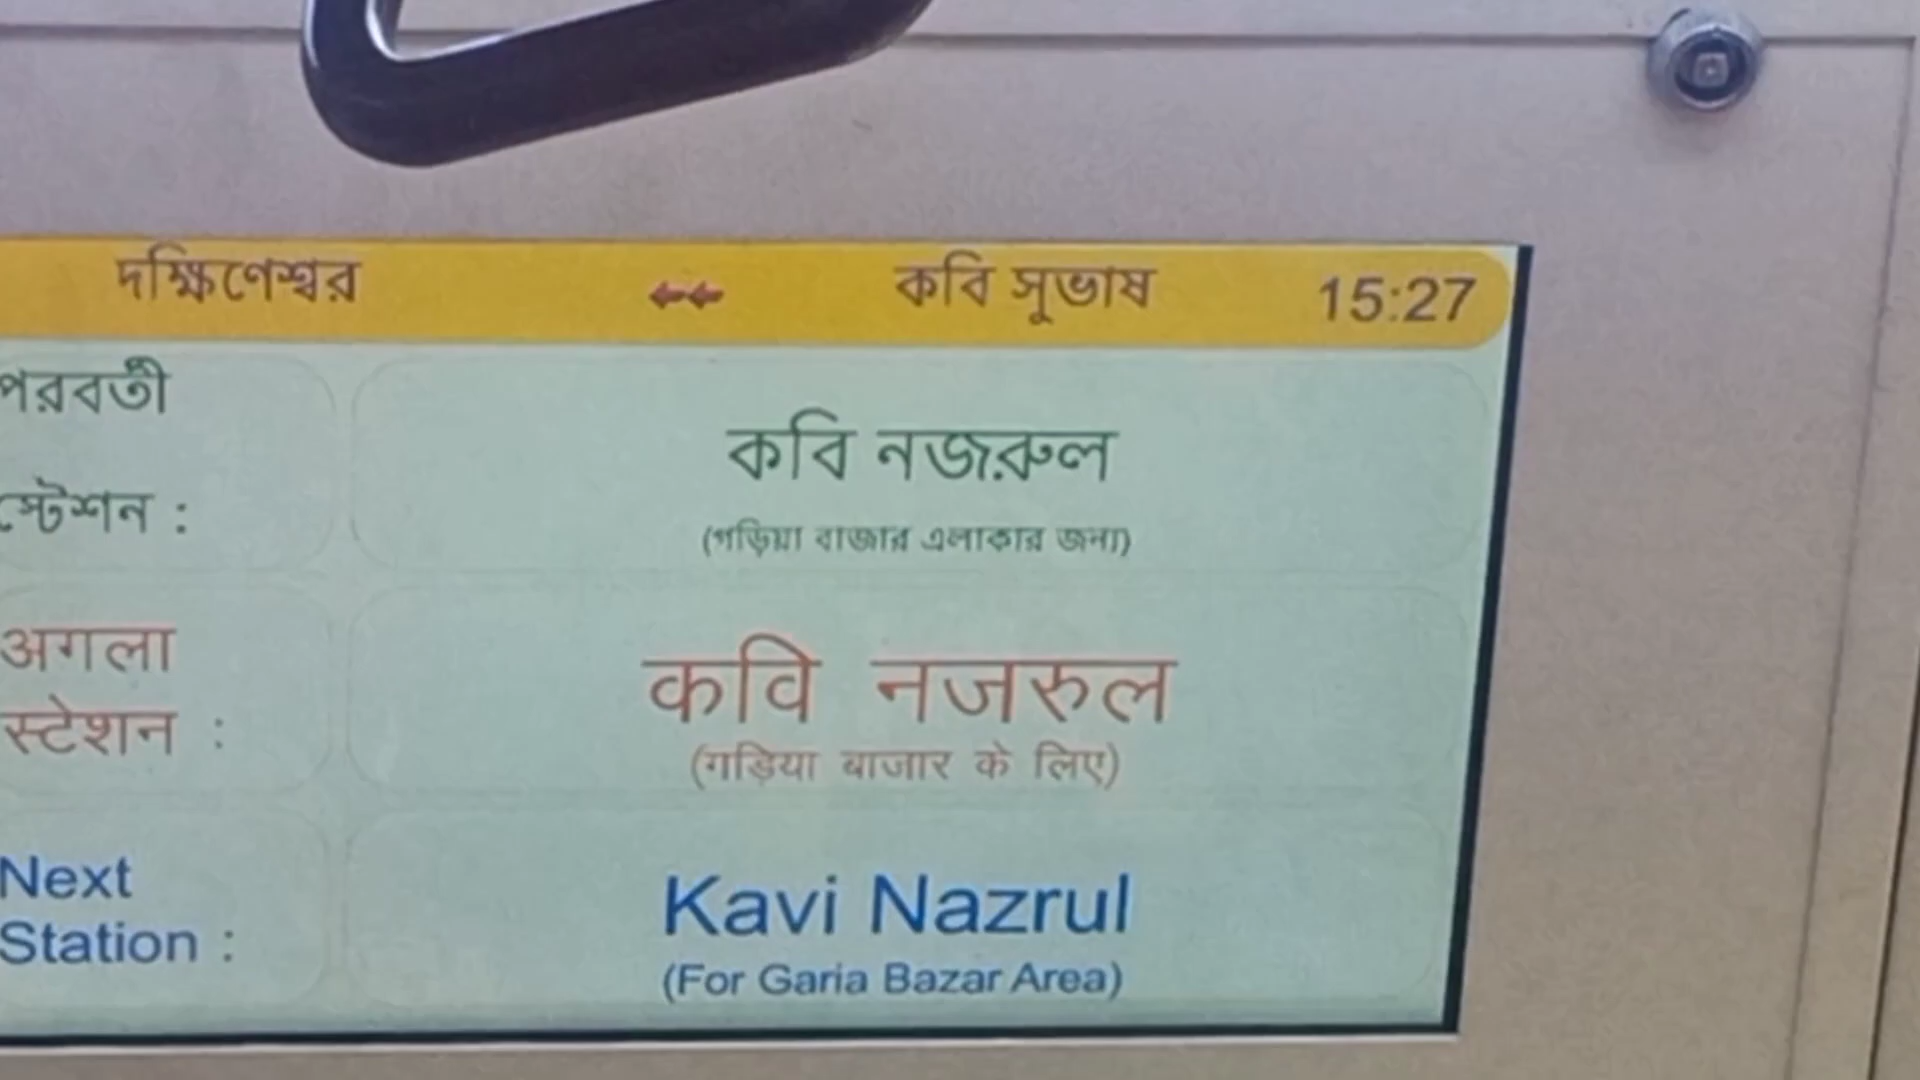 দক্ষিণেশ্বর কবি সুভাষ 15:27
পরবর্তী
স্টেশন :
কবি নজরুল
(গড়িয়া বাজার এলাকার জন্য)
अगला
स्टेशन :
कवि नजरुल
(गड़िया बाजार के लिए)
Next
Station :
Kavi Nazrul
(For Garia Bazar Area)